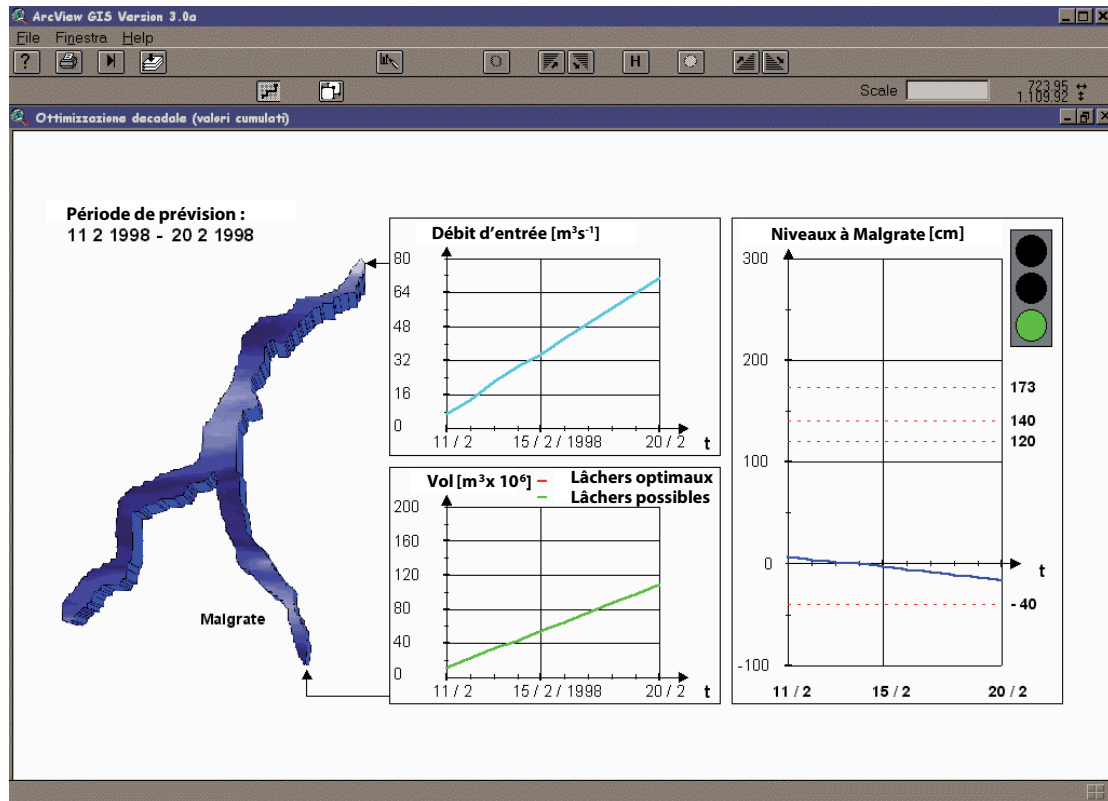 ArcView GIS Version 3.0a
File Finestra Help
?
H
Scale
723.95
1.109.92
Ottimizzazione decadale (valori cumulati)
Période de prévision :
11 2 1998 - 20 2 1998
Malgrate
Débit d'entrée [m³s⁻¹]
80
64
48
32
16
0
11 / 2 15 / 2 / 1998 20 / 2 t
Vol [m³x 10⁶] Lâchers optimaux
Lâchers possibles
200
160
120
80
40
0
11 / 2 15 / 2 / 1998 20 / 2 t
Niveaux à Malgrate [cm]
300
200
173
140
120
100
0
t
- 40
-100
11 / 2 15 / 2 20 / 2